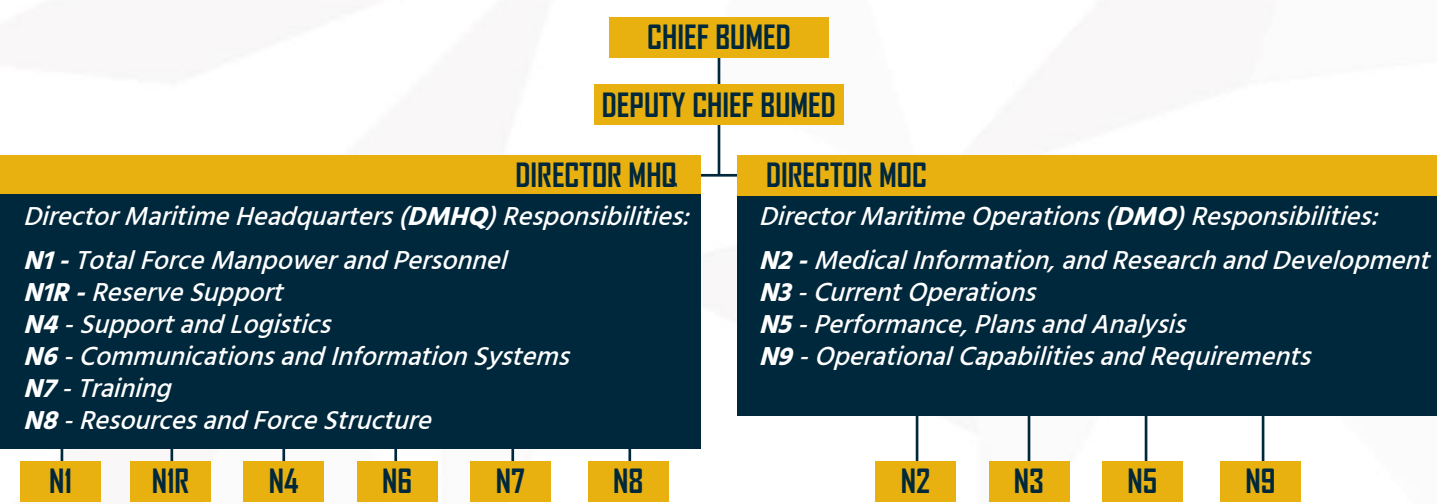 CHIEF BUMED
DEPUTY CHIEF BUMED
DIRECTOR MHQ
Director Maritime Headquarters (DMHQ) Responsibilities:
N1 - Total Force Manpower and Personnel
N1R - Reserve Support
N4 - Support and Logistics
N6 - Communications and Information Systems
N7 - Training
N8 - Resources and Force Structure
DIRECTOR MOC
Director Maritime Operations (DMO) Responsibilities:
N2 - Medical Information, and Research and Development
N3 - Current Operations
N5 - Performance, Plans and Analysis
N9 - Operational Capabilities and Requirements
N1 N1R N4 N6 N7 N8 N2 N3 N5 N9